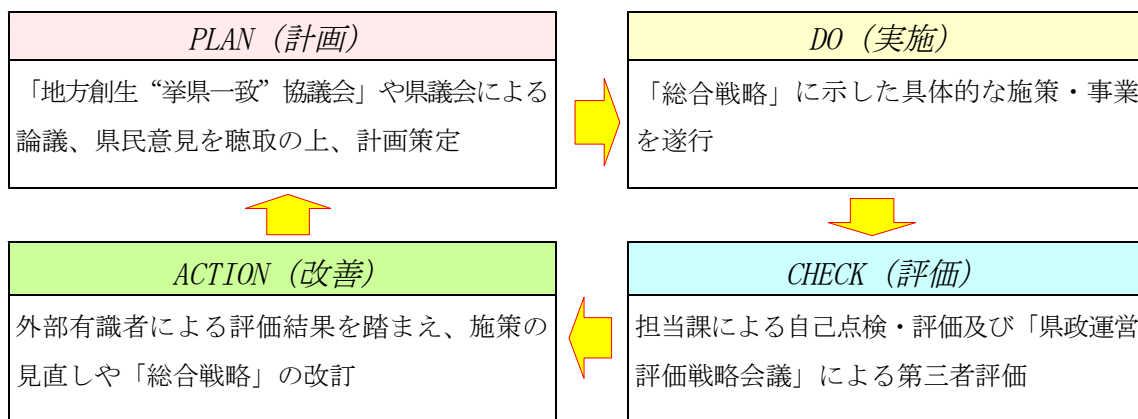 PLAN（計画）
「地方創生“挙県一致”協議会」や県議会による
論議、県民意見を聴取の上、計画策定
DO（実施）
「総合戦略」に示した具体的な施策・事業
を遂行
ACTION（改善）
外部有識者による評価結果を踏まえ、施策の
見直しや「総合戦略」の改訂
CHECK（評価）
担当課による自己点検・評価及び「県政運営
評価戦略会議」による第三者評価